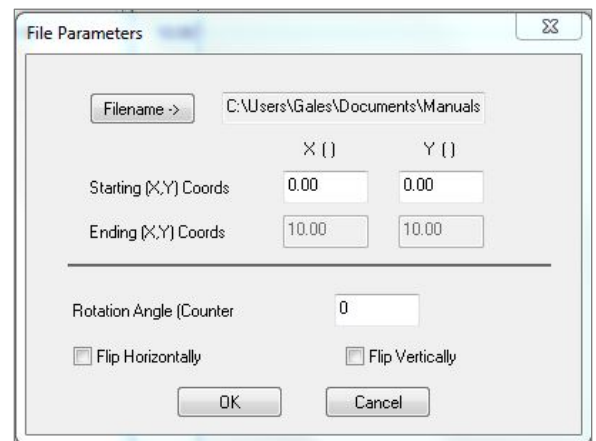 File Parameters
Filename -> C:\Users\Gales\Documents\Manuals
X () Y ()
Starting (X,Y) Coords 0.00 0.00
Ending (X,Y) Coords 10.00 10.00
Rotation Angle (Counter 0
Flip Horizontally Flip Vertically
OK Cancel